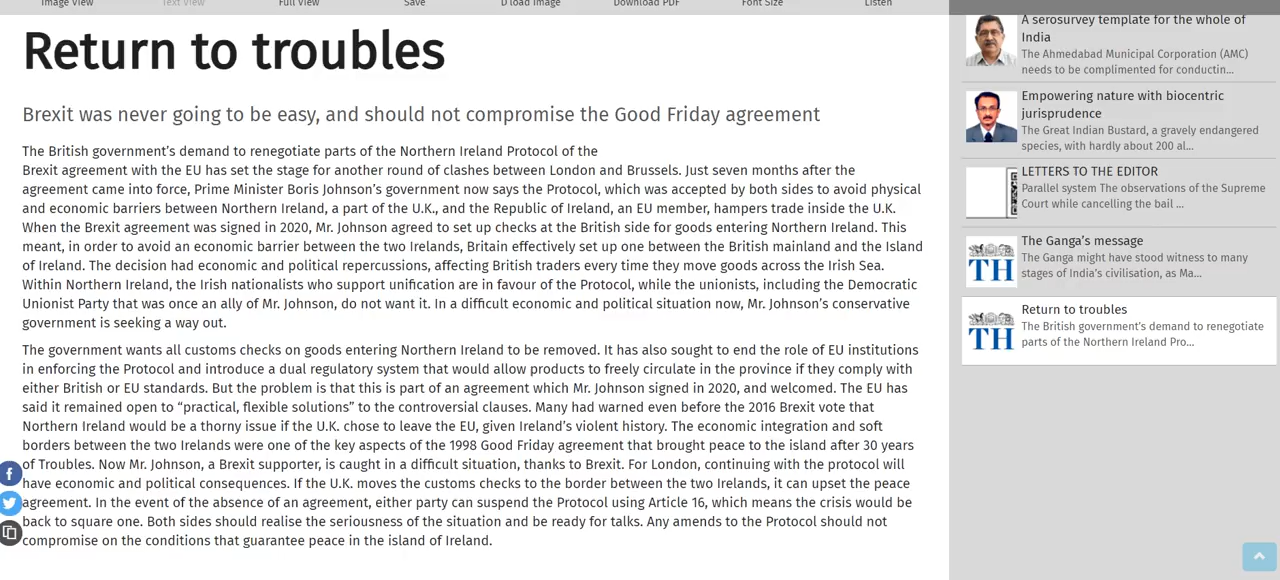 Image View Text View Full View Save D'load Image Download PDF Font Size Listen
Return to troubles
Brexit was never going to be easy, and should not compromise the Good Friday agreement
The British government’s demand to renegotiate parts of the Northern Ireland Protocol of the
Brexit agreement with the EU has set the stage for another round of clashes between London and Brussels. Just seven months after the
agreement came into force, Prime Minister Boris Johnson’s government now says the Protocol, which was accepted by both sides to avoid physical
and economic barriers between Northern Ireland, a part of the U.K., and the Republic of Ireland, an EU member, hampers trade inside the U.K.
When the Brexit agreement was signed in 2020, Mr. Johnson agreed to set up checks at the British side for goods entering Northern Ireland. This
meant, in order to avoid an economic barrier between the two Irelands, Britain effectively set up one between the British mainland and the Island
of Ireland. The decision had economic and political repercussions, affecting British traders every time they move goods across the Irish Sea.
Within Northern Ireland, the Irish nationalists who support unification are in favour of the Protocol, while the unionists, including the Democratic
Unionist Party that was once an ally of Mr. Johnson, do not want it. In a difficult economic and political situation now, Mr. Johnson’s conservative
government is seeking a way out.
The government wants all customs checks on goods entering Northern Ireland to be removed. It has also sought to end the role of EU institutions
in enforcing the Protocol and introduce a dual regulatory system that would allow products to freely circulate in the province if they comply with
either British or EU standards. But the problem is that this is part of an agreement which Mr. Johnson signed in 2020, and welcomed. The EU has
said it remained open to “practical, flexible solutions” to the controversial clauses. Many had warned even before the 2016 Brexit vote that
Northern Ireland would be a thorny issue if the U.K. chose to leave the EU, given Ireland’s violent history. The economic integration and soft
borders between the two Irelands were one of the key aspects of the 1998 Good Friday agreement that brought peace to the island after 30 years
of Troubles. Now Mr. Johnson, a Brexit supporter, is caught in a difficult situation, thanks to Brexit. For London, continuing with the protocol will
have economic and political consequences. If the U.K. moves the customs checks to the border between the two Irelands, it can upset the peace
agreement. In the event of the absence of an agreement, either party can suspend the Protocol using Article 16, which means the crisis would be
back to square one. Both sides should realise the seriousness of the situation and be ready for talks. Any amends to the Protocol should not
compromise on the conditions that guarantee peace in the island of Ireland.
A serosurvey template for the whole of
India
The Ahmedabad Municipal Corporation (AMC)
needs to be complimented for conductin...
Empowering nature with biocentric
jurisprudence
The Great Indian Bustard, a gravely endangered
species, with hardly about 200 al...
LETTERS TO THE EDITOR
Parallel system The observations of the Supreme
Court while cancelling the bail ...
The Ganga’s message
The Ganga might have stood witness to many
stages of India’s civilisation, as Ma...
TH
Return to troubles
The British government’s demand to renegotiate
parts of the Northern Ireland Pro...
TH